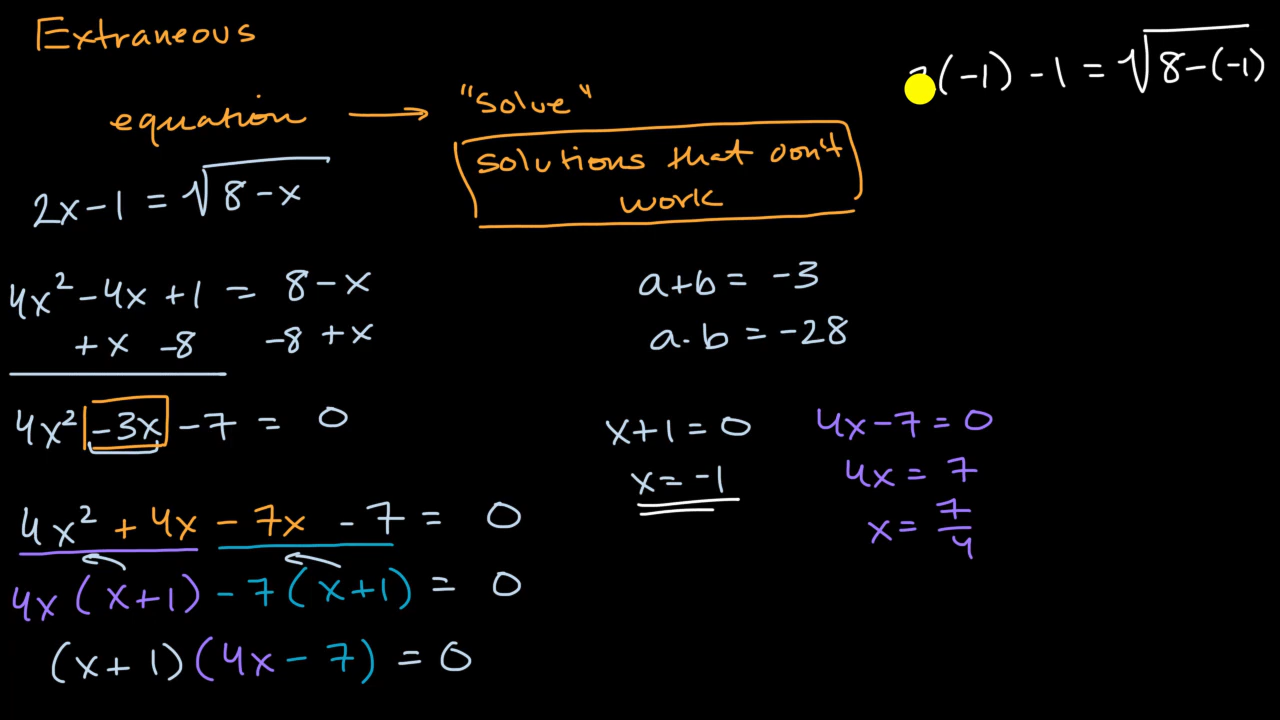 Extraneous
equation → "Solve"
solutions that don't
work
2x-1 = √(8-x)
4x² -4x +1 = 8-x
+x -8 -8 +x
4x² -3x -7 = 0
4x² +4x -7x -7 = 0
4x(x+1) -7(x+1) = 0
(x+1)(4x-7) = 0
a+b = -3
a·b = -28
x+1=0
x=-1
4x-7=0
4x=7
x=7/4
(-1) -1 = √(8-(-1))